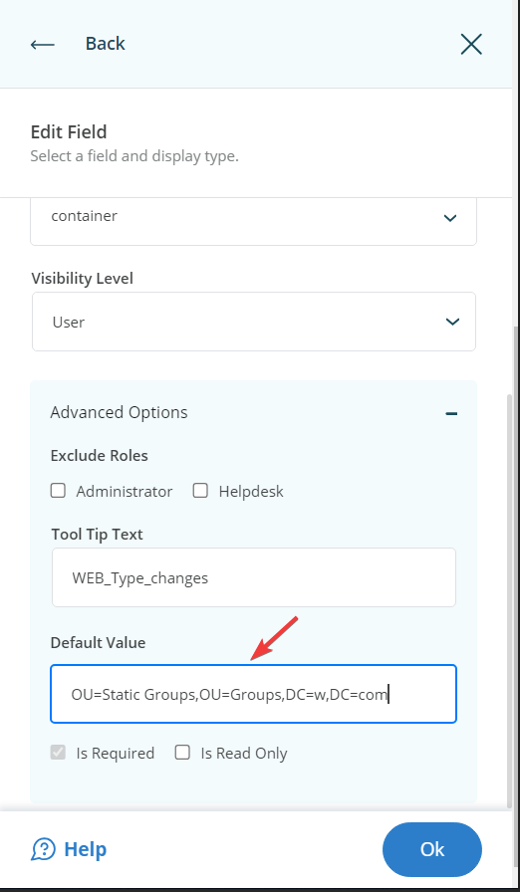 Back
Edit Field
Select a field and display type.
container
Visibility Level
User
Advanced Options
Exclude Roles
Administrator Helpdesk
Tool Tip Text
WEB_Type_changes
Default Value
OU=Static Groups,OU=Groups,DC=w,DC=com
Is Required Is Read Only
Help Ok